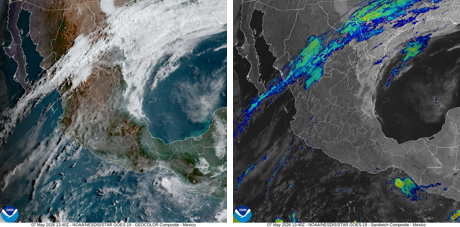 07 May 2026 13:40Z - NOAA/NESDIS/STAR GOES-19 - GEOCOLOR Composite - Mexico
07 May 2026 13:40Z - NOAA/NESDIS/STAR GOES-19 - Sandwich Composite - Mexico